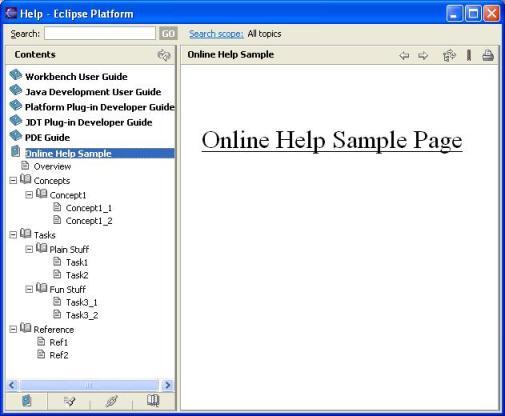 Help - Eclipse Platform
Search:
GO
Search scope: All topics
Contents
Online Help Sample
Workbench User Guide
Java Development User Guide
Platform Plug-in Developer Guide
JDT Plug-in Developer Guide
PDE Guide
Online Help Sample
Overview
Concepts
Concept1
Concept1_1
Concept1_2
Tasks
Plain Stuff
Task1
Task2
Fun Stuff
Task3_1
Task3_2
Reference
Ref1
Ref2
Online Help Sample Page